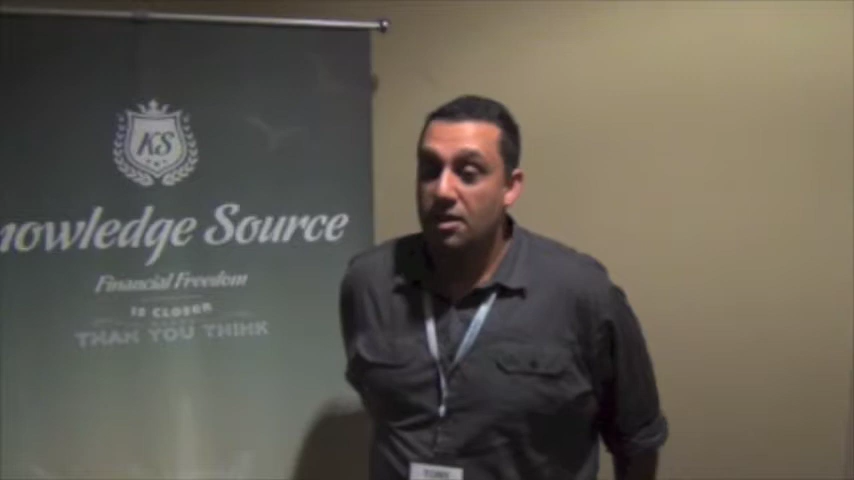 KS
nowledge Source
Financial Freedom
IS CLOSER
THAN YOU THINK